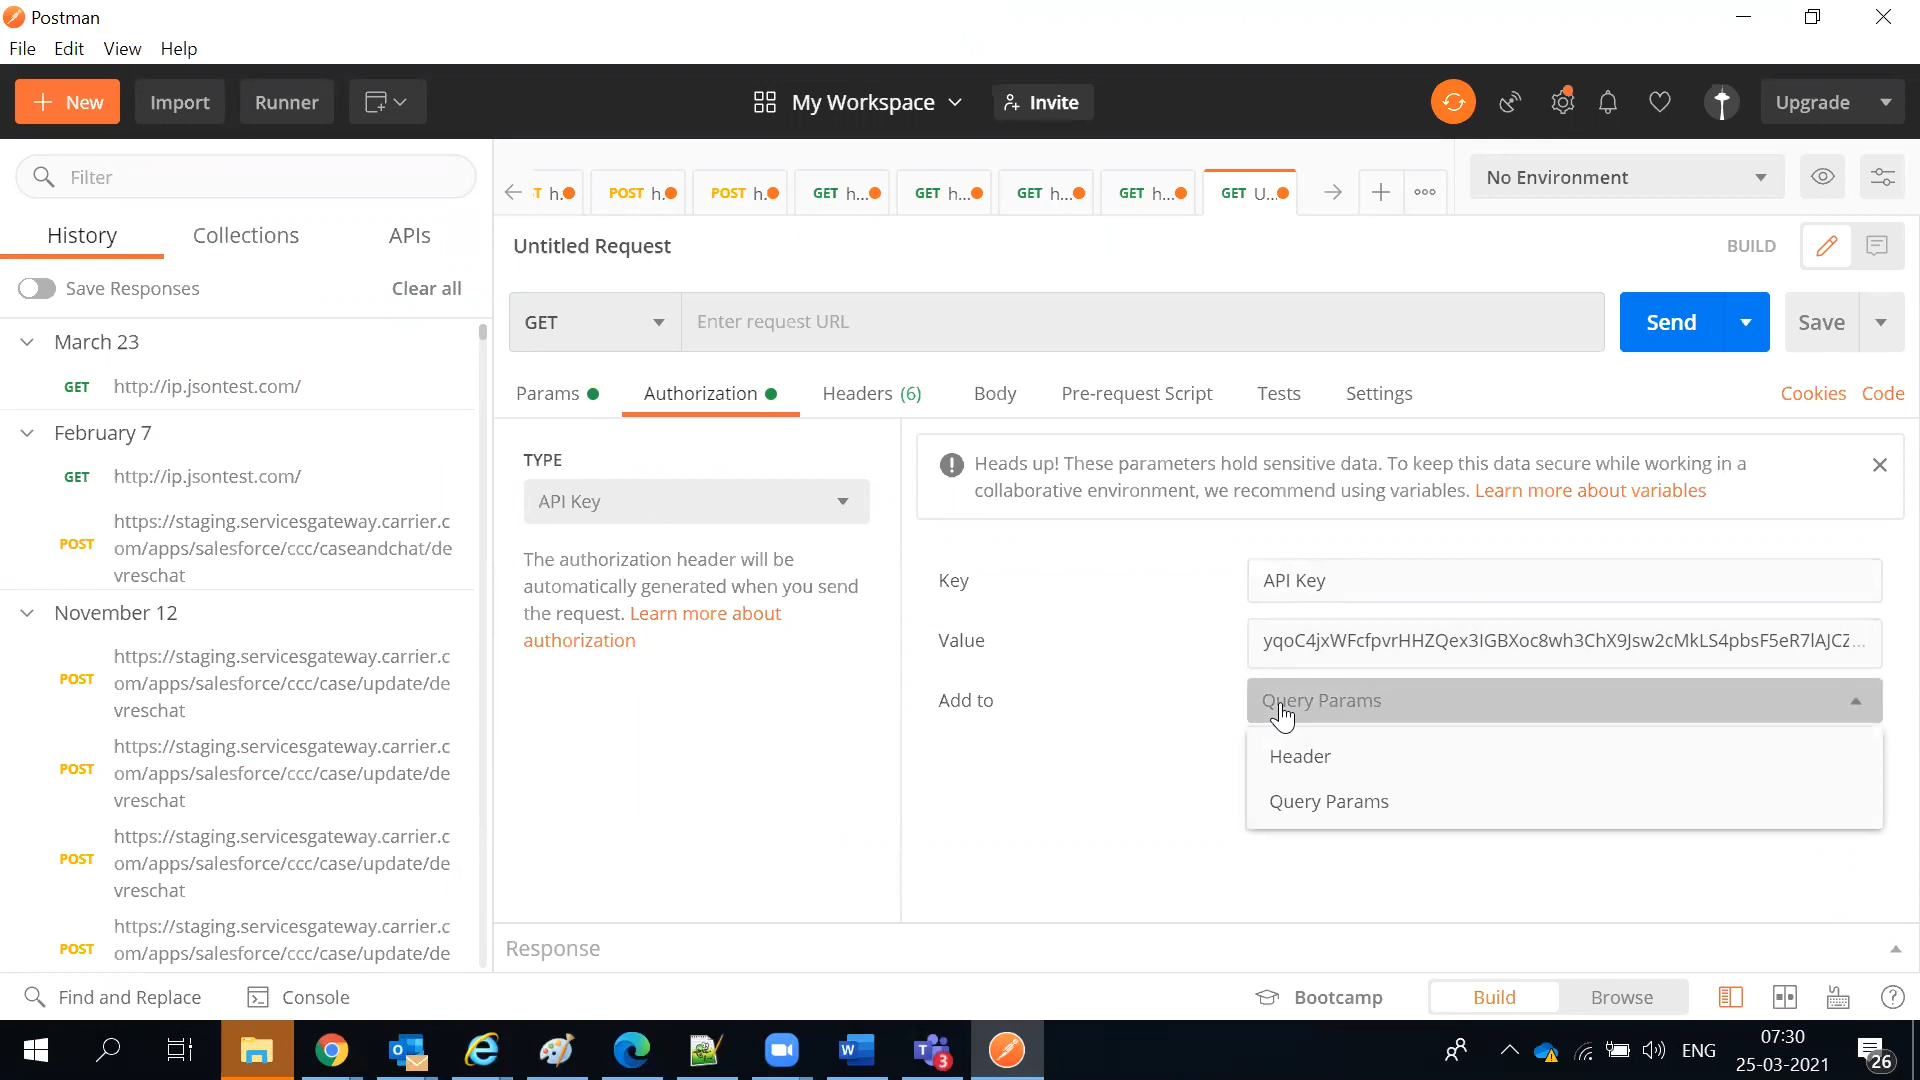 Postman
File Edit View Help
New Import Runner My Workspace Invite Upgrade
Filter
T h. POST h. POST h. GET h... GET h... GET h... GET h... GET U... No Environment
History Collections APIs
Untitled Request BUILD
Save Responses Clear all
GET Enter request URL Send Save
March 23
GET http://ip.jsontest.com/
Params Authorization Headers (6) Body Pre-request Script Tests Settings Cookies Code
February 7
GET http://ip.jsontest.com/
POST https://staging.servicesgateway.carrier.c
om/apps/salesforce/ccc/caseandchat/de
vreschat
November 12
POST https://staging.servicesgateway.carrier.c
om/apps/salesforce/ccc/case/update/de
vreschat
POST https://staging.servicesgateway.carrier.c
om/apps/salesforce/ccc/case/update/de
vreschat
POST https://staging.servicesgateway.carrier.c
om/apps/salesforce/ccc/case/update/de
vreschat
POST https://staging.servicesgateway.carrier.c
om/apps/salesforce/ccc/case/update/de
TYPE
API Key
The authorization header will be
automatically generated when you send
the request. Learn more about
authorization
Heads up! These parameters hold sensitive data. To keep this data secure while working in a
collaborative environment, we recommend using variables. Learn more about variables
Key API Key
Value yqoC4jxWFcfpvrHHZQex3IGBXoc8wh3ChX9Jsw2cMkLS4pbsF5eR7lAJCZ...
Add to Query Params
Header
Query Params
Response
Find and Replace Console Bootcamp Build Browse
3 ENG 07:30
25-03-2021 26